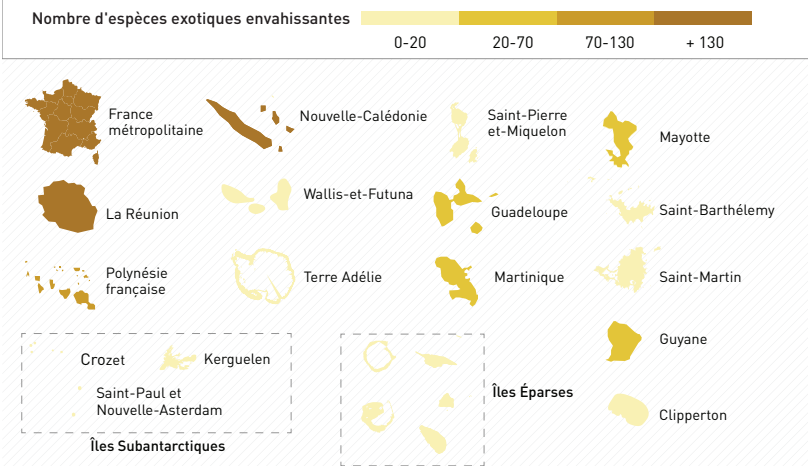 Nombre d'espèces exotiques envahissantes
0-20
20-70
70-130
+ 130
France
métropolitaine
Nouvelle-Calédonie
Saint-Pierre
et-Miquelon
Mayotte
La Réunion
Wallis-et-Futuna
Guadeloupe
Saint-Barthélemy
Polynésie
française
Terre Adélie
Martinique
Saint-Martin
Guyane
Crozet
Kerguelen
Saint-Paul et
Nouvelle-Asterdam
Îles Subantarctiques
Îles Éparses
Clipperton